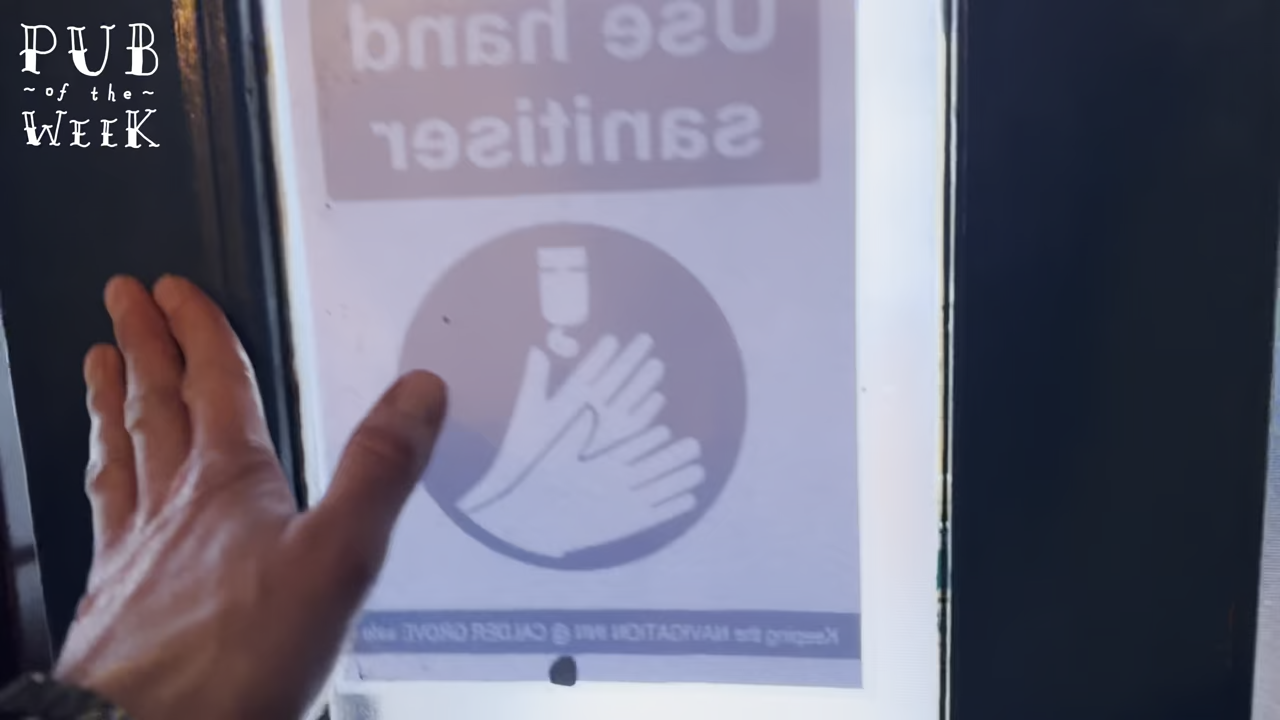 PUB
~of the~
WEEK
Use hand
sanitiser
Keeping the NAVIGATION INN @ CALDER GROVE safe